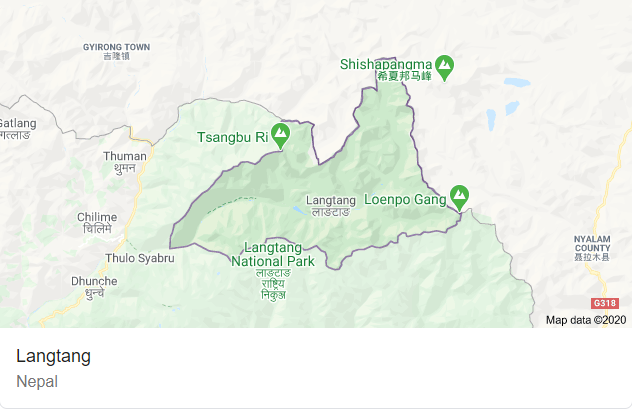 GYIRONG TOWN
吉隆镇
Shishapangma
希夏邦马峰
Gatlang
गत्लाङ
Tsangbu Ri
Thuman
थुमन
Langtang
लाङटाङ
Loenpo Gang
Chilime
चिलिमे
Langtang
National Park
लाङटाङ
राष्ट्रिय
निकुञ्ज
Thulo Syabru
NYALAM
COUNTY
聂拉木县
Dhunche
धुन्चे
G318
Map data ©2020
Langtang
Nepal